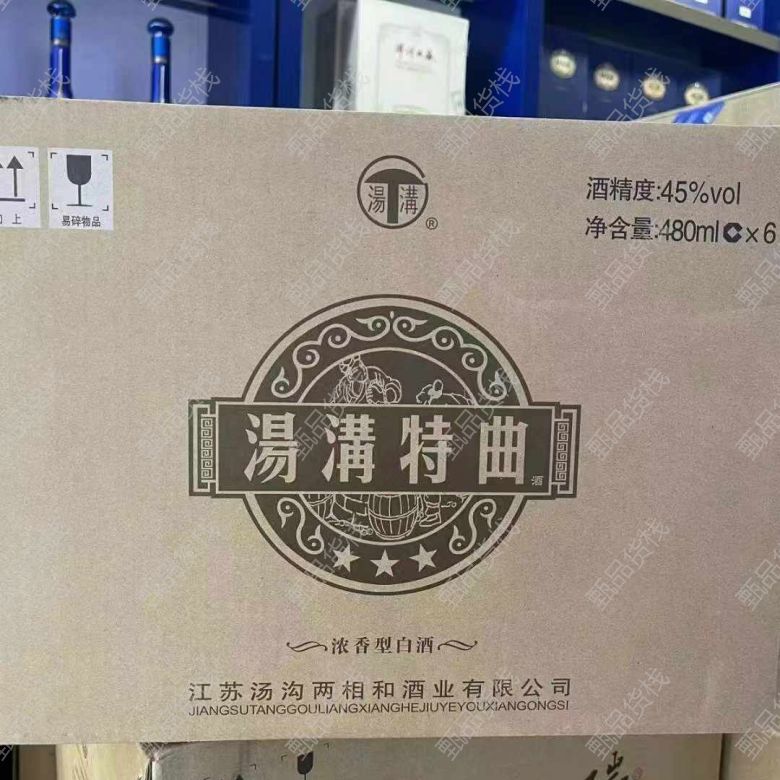 湯溝
®
酒精度:45%vol
净含量:480ml×6
向上
易碎物品
湯溝特曲
酒
浓香型白酒
江苏汤沟两相和酒业有限公司
JIANGSUTANGGOULIANGXIANGHEJIUYEYOUXIANGONGSI
甄品货栈